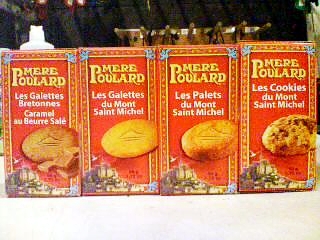 MERE
POULARD
Les Galettes
Bretonnes
Caramel
au Beurre Salé
MERE
POULARD
Les Galettes
du Mont
Saint Michel
MERE
POULARD
Les Palets
du Mont
Saint Michel
MERE
POULARD
Les Cookies
du Mont
Saint Michel